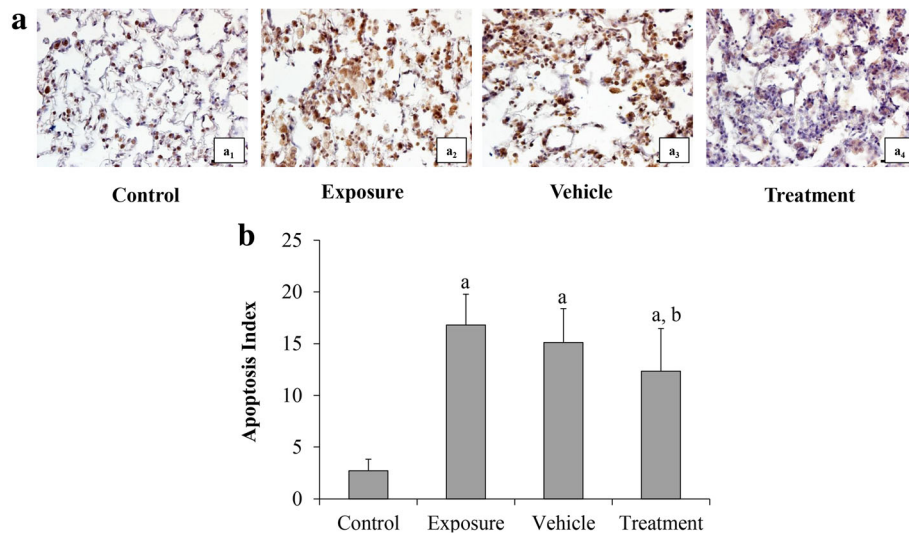 a
a1
a2
a3
a4
Control Exposure Vehicle Treatment
b
Apoptosis Index
25
20
15
10
5
0
a
a
a, b
Control Exposure Vehicle Treatment